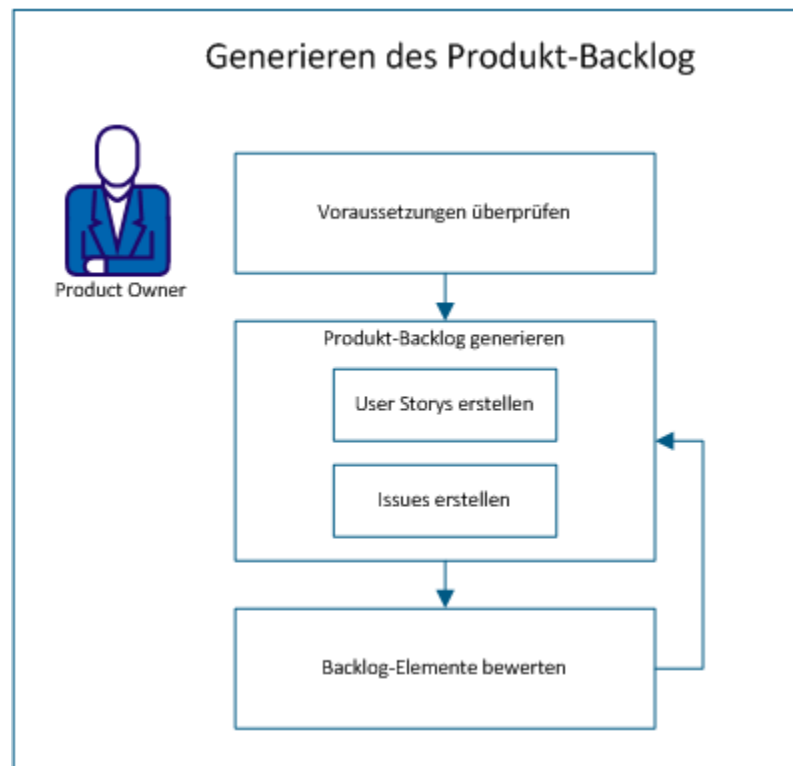 Generieren des Produkt-Backlog
Product Owner
Voraussetzungen überprüfen
Produkt-Backlog generieren
User Storys erstellen
Issues erstellen
Backlog-Elemente bewerten